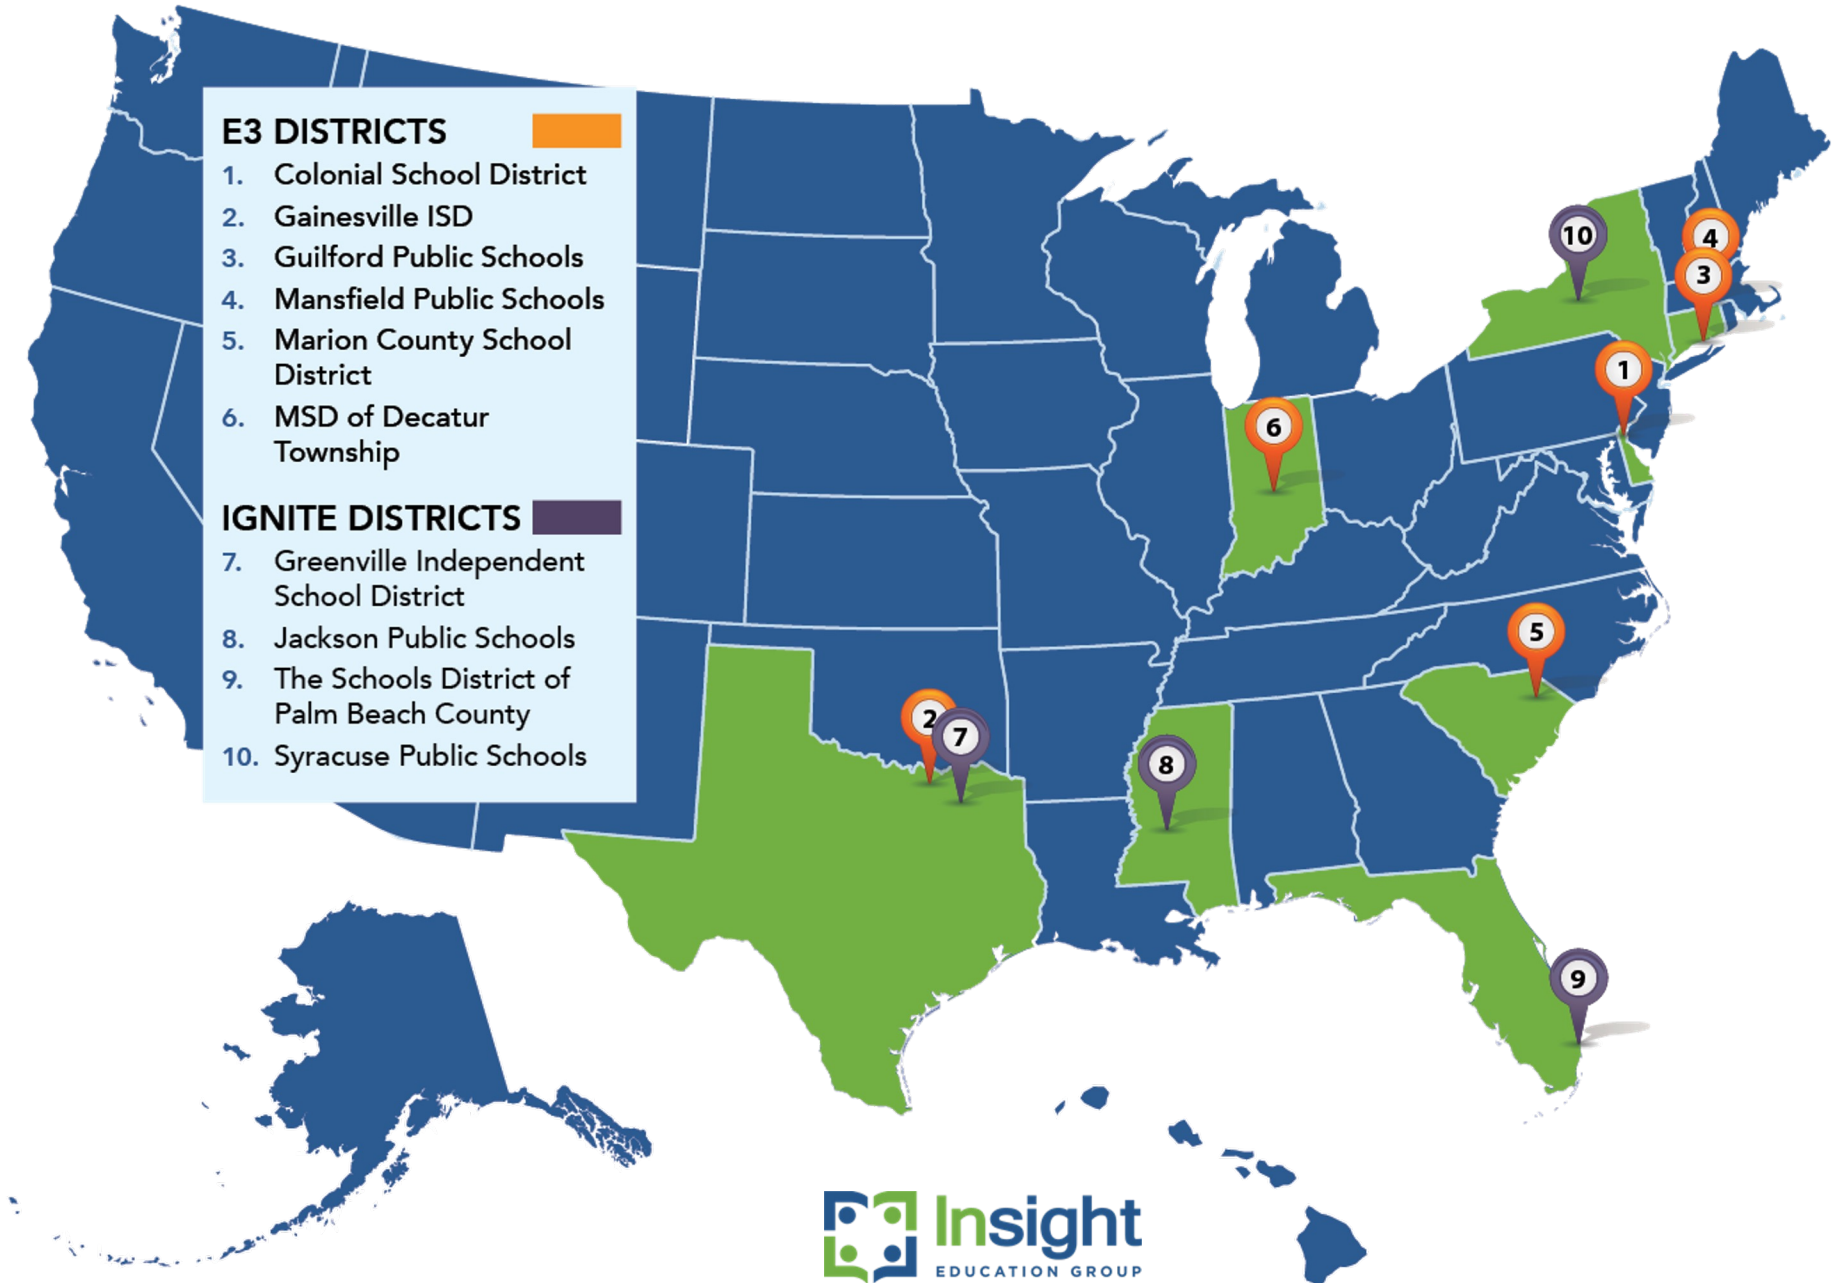 E3 DISTRICTS
1. Colonial School District
2. Gainesville ISD
3. Guilford Public Schools
4. Mansfield Public Schools
5. Marion County School
District
6. MSD of Decatur
Township
IGNITE DISTRICTS
7. Greenville Independent
School District
8. Jackson Public Schools
9. The Schools District of
Palm Beach County
10. Syracuse Public Schools
10
4
3
1
6
5
2
7
8
9
Insight
EDUCATION GROUP